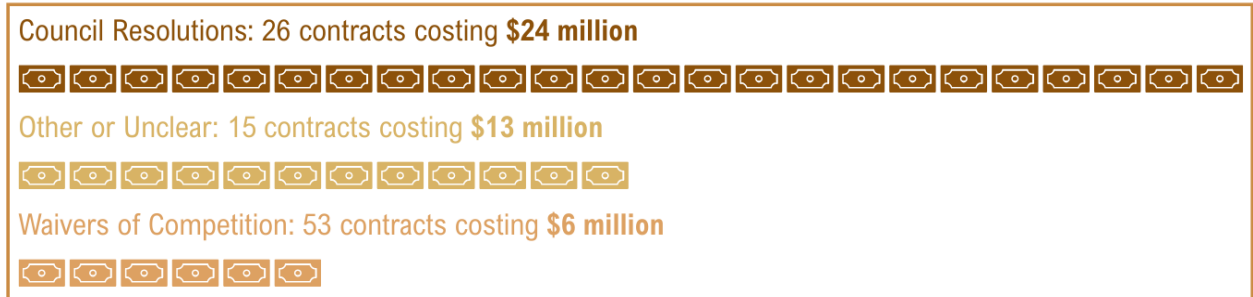 Council Resolutions: 26 contracts costing $24 million
Other or Unclear: 15 contracts costing $13 million
Waivers of Competition: 53 contracts costing $6 million